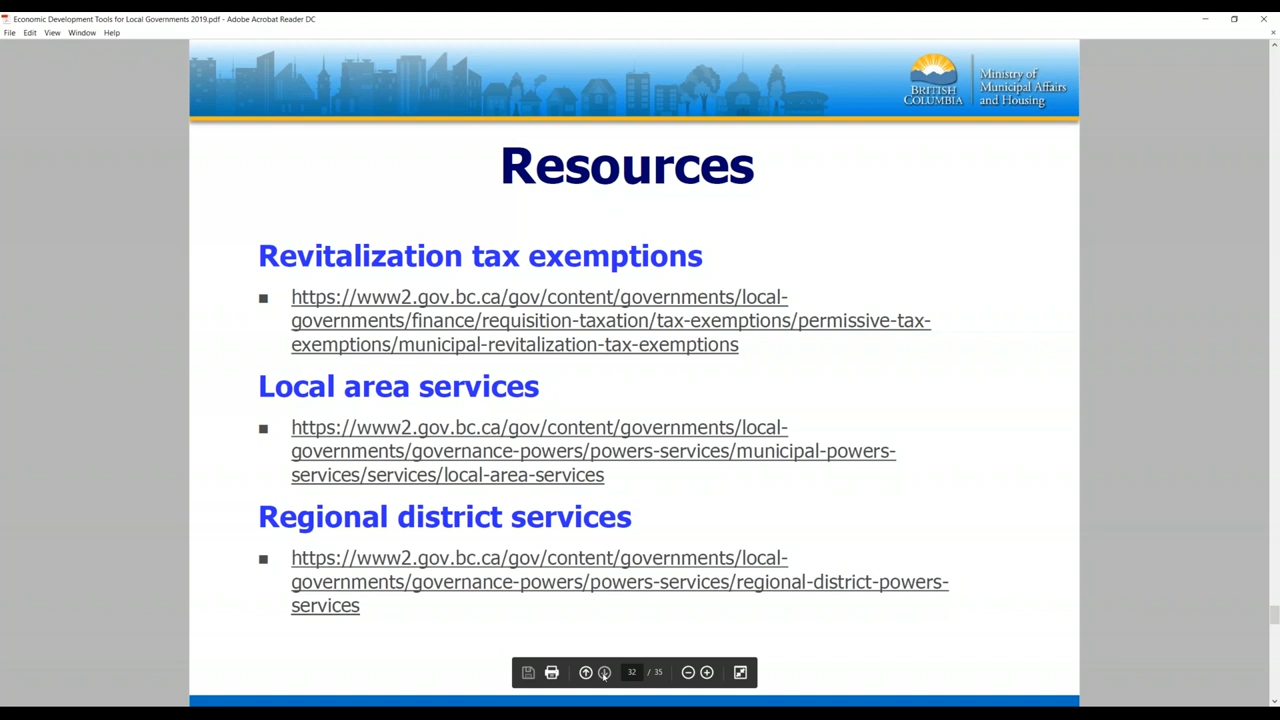 Economic Development Tools for Local Governments 2019.pdf - Adobe Acrobat Reader DC
File Edit View Window Help
BRITISH
COLUMBIA
Ministry of
Municipal Affairs
and Housing
Resources
Revitalization tax exemptions
https://www2.gov.bc.ca/gov/content/governments/local-
governments/finance/requisition-taxation/tax-exemptions/permissive-tax-
exemptions/municipal-revitalization-tax-exemptions
Local area services
https://www2.gov.bc.ca/gov/content/governments/local-
governments/governance-powers/powers-services/municipal-powers-
services/services/local-area-services
Regional district services
https://www2.gov.bc.ca/gov/content/governments/local-
governments/governance-powers/powers-services/regional-district-powers-
services
32 / 35